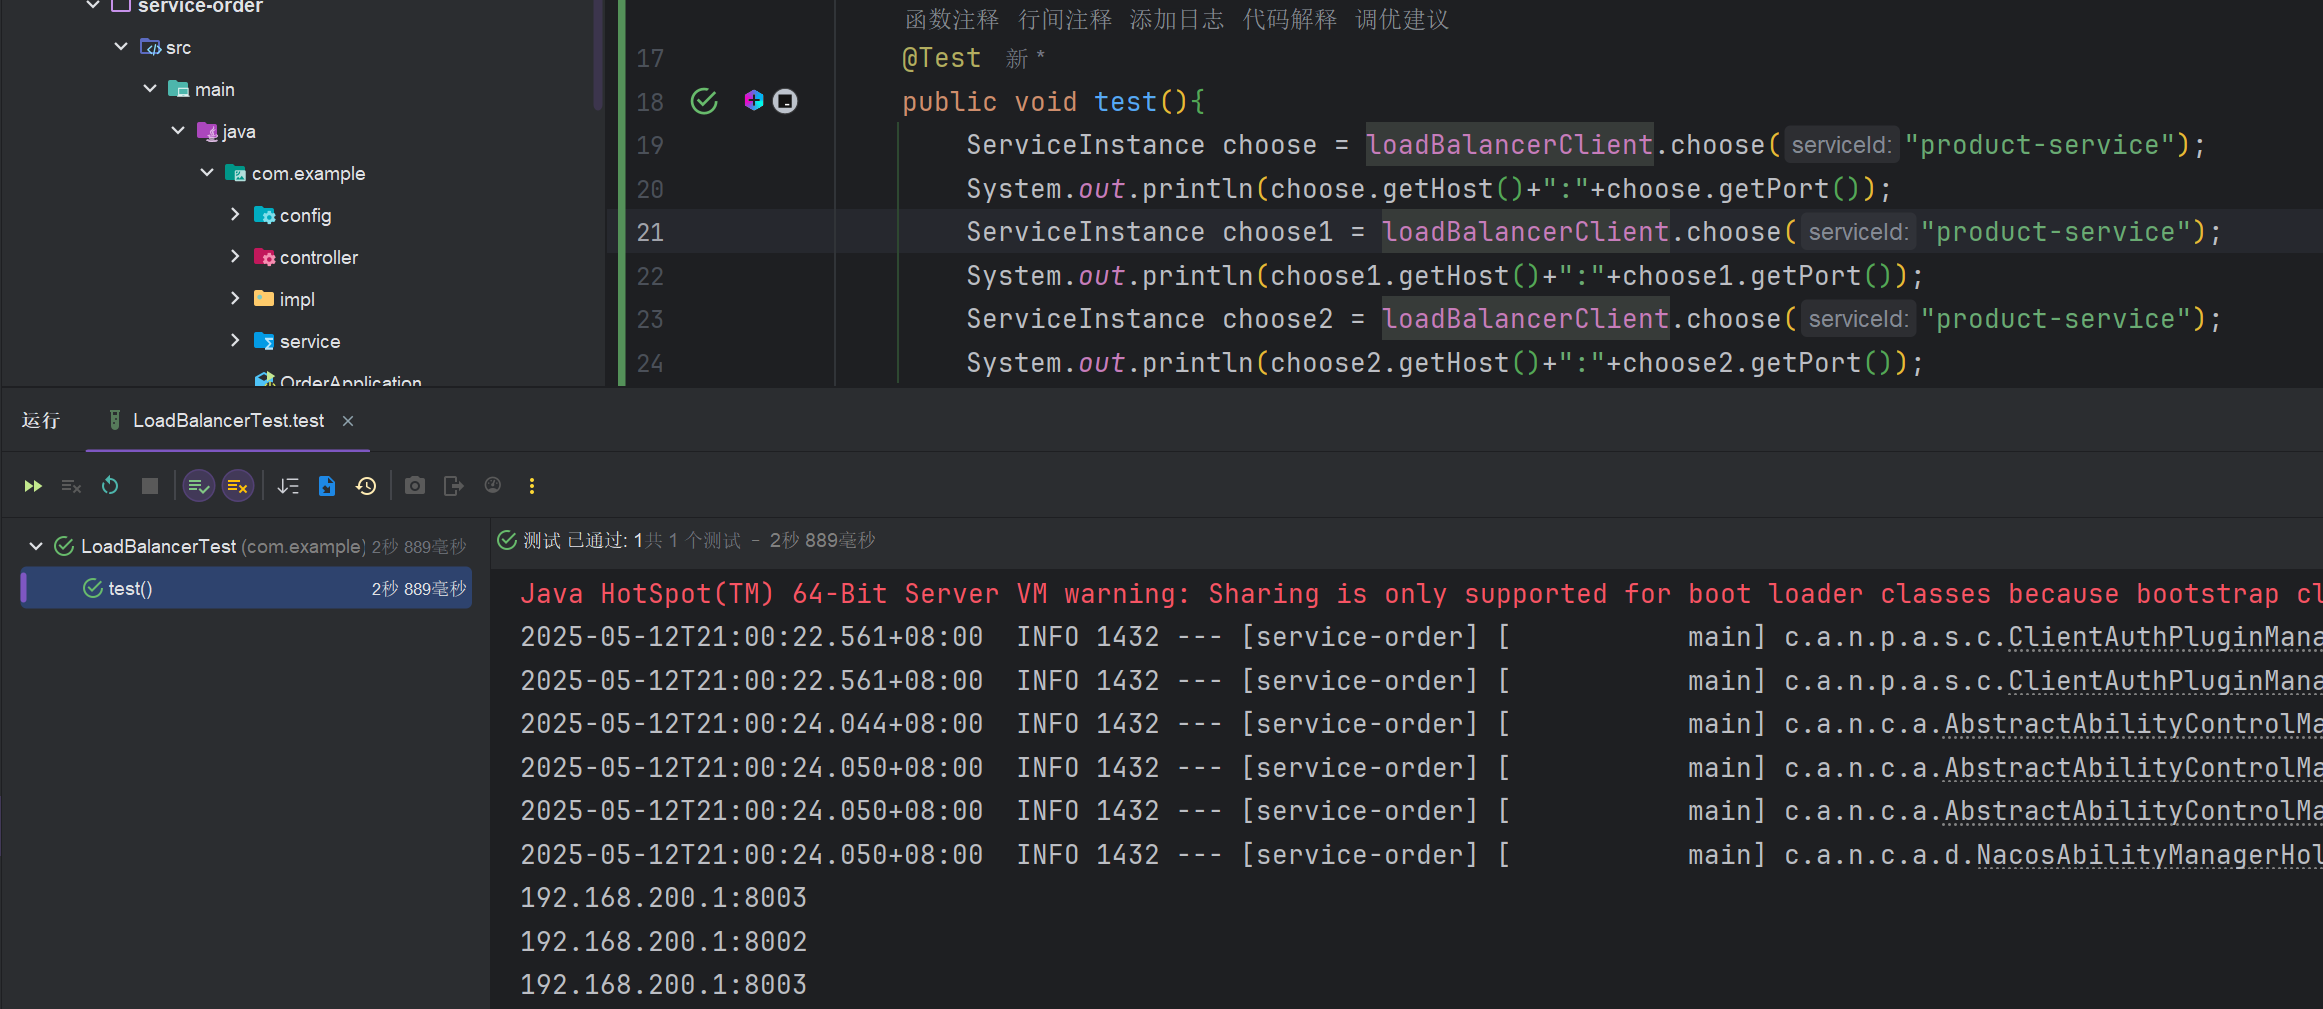 service-order
src
main
java
com.example
config
controller
impl
service
OrderApplication
函数注释 行间注释 添加日志 代码解释 调优建议
17 @Test 新 *
18 public void test(){
19 ServiceInstance choose = loadBalancerClient.choose( serviceId: "product-service");
20 System.out.println(choose.getHost()+":"+choose.getPort());
21 ServiceInstance choose1 = loadBalancerClient.choose( serviceId: "product-service");
22 System.out.println(choose1.getHost()+":"+choose1.getPort());
23 ServiceInstance choose2 = loadBalancerClient.choose( serviceId: "product-service");
24 System.out.println(choose2.getHost()+":"+choose2.getPort());
运行 LoadBalancerTest.test ×
LoadBalancerTest (com.example) 2秒 889毫秒
test() 2秒 889毫秒
测试 已通过: 1共 1 个测试 – 2秒 889毫秒
Java HotSpot(TM) 64-Bit Server VM warning: Sharing is only supported for boot loader classes because bootstrap cl
2025-05-12T21:00:22.561+08:00  INFO 1432 --- [service-order] [           main] c.a.n.p.a.s.c.ClientAuthPluginMana
2025-05-12T21:00:22.561+08:00  INFO 1432 --- [service-order] [           main] c.a.n.p.a.s.c.ClientAuthPluginMana
2025-05-12T21:00:24.044+08:00  INFO 1432 --- [service-order] [           main] c.a.n.c.a.AbstractAbilityControlMa
2025-05-12T21:00:24.050+08:00  INFO 1432 --- [service-order] [           main] c.a.n.c.a.AbstractAbilityControlMa
2025-05-12T21:00:24.050+08:00  INFO 1432 --- [service-order] [           main] c.a.n.c.a.AbstractAbilityControlMa
2025-05-12T21:00:24.050+08:00  INFO 1432 --- [service-order] [           main] c.a.n.c.a.d.NacosAbilityManagerHol
192.168.200.1:8003
192.168.200.1:8002
192.168.200.1:8003